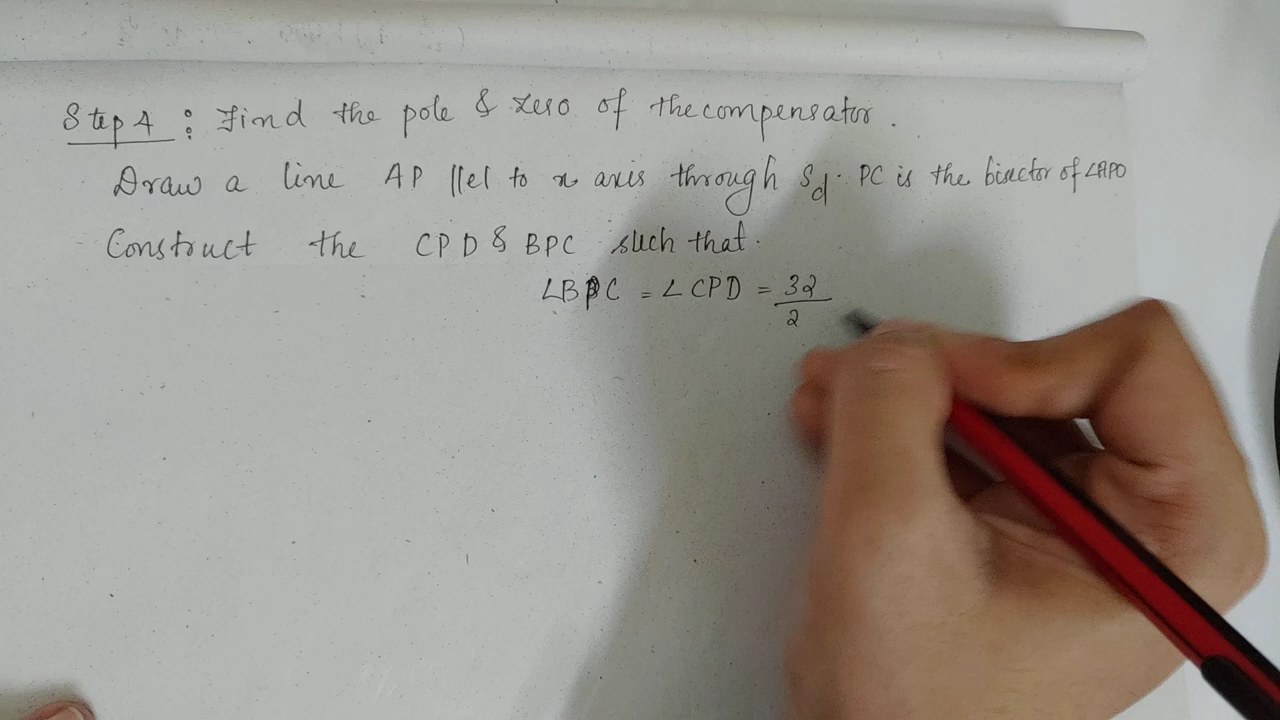 Step 4 : Find the pole & zero of the compensator.
Draw a line AP llel to x axis through Sd. PC is the bisector of ∠APO
Construct the CPD & BPC such that.
∠BPC = ∠CPD = 32/2